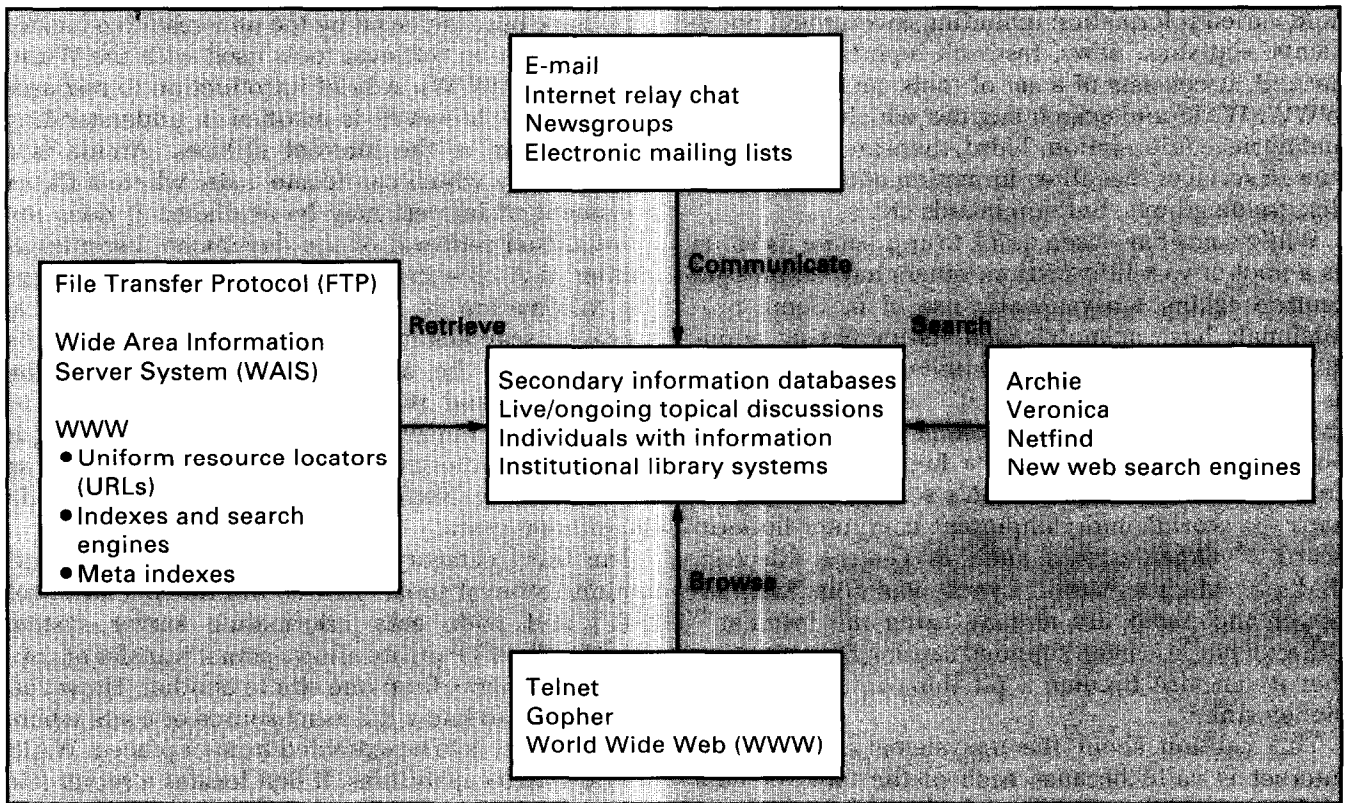 E-mail
Internet relay chat
Newsgroups
Electronic mailing lists
Communicate
File Transfer Protocol (FTP)
Wide Area Information
Server System (WAIS)
WWW
• Uniform resource locators
(URLs)
• Indexes and search
engines
• Meta indexes
Retrieve
Secondary information databases
Live/ongoing topical discussions
Individuals with information
Institutional library systems
Search
Archie
Veronica
Netfind
New web search engines
Browse
Telnet
Gopher
World Wide Web (WWW)